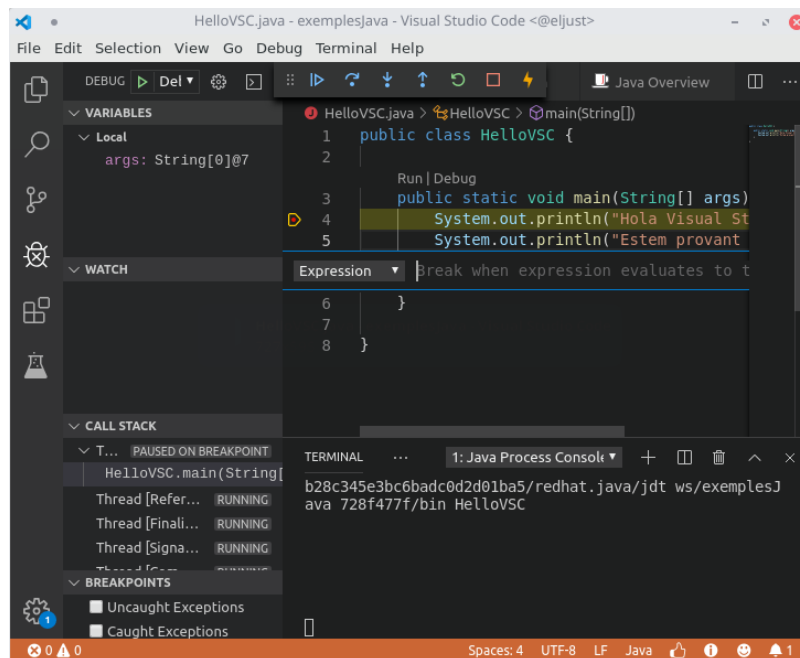 HelloVSC.java - exemplesJava - Visual Studio Code <@eljust>
File Edit Selection View Go Debug Terminal Help
DEBUG Del
Java Overview
VARIABLES
Local
args: String[0]@7
WATCH
CALL STACK
T... PAUSED ON BREAKPOINT
HelloVSC.main(String[
Thread [Refer... RUNNING
Thread [Finali... RUNNING
Thread [Signa... RUNNING
BREAKPOINTS
Uncaught Exceptions
Caught Exceptions
HelloVSC.java > HelloVSC > main(String[])
1 public class HelloVSC {
2
Run | Debug
3 public static void main(String[] args)
4 System.out.println("Hola Visual St
5 System.out.println("Estem provant
Expression Break when expression evaluates to t
6 }
7
8 }
TERMINAL ... 1: Java Process Console
b28c345e3bc6badc0d2d01ba5/redhat.java/jdt ws/exemplesJ
ava 728f477f/bin HelloVSC
1
0 0 Spaces: 4 UTF-8 LF Java 1